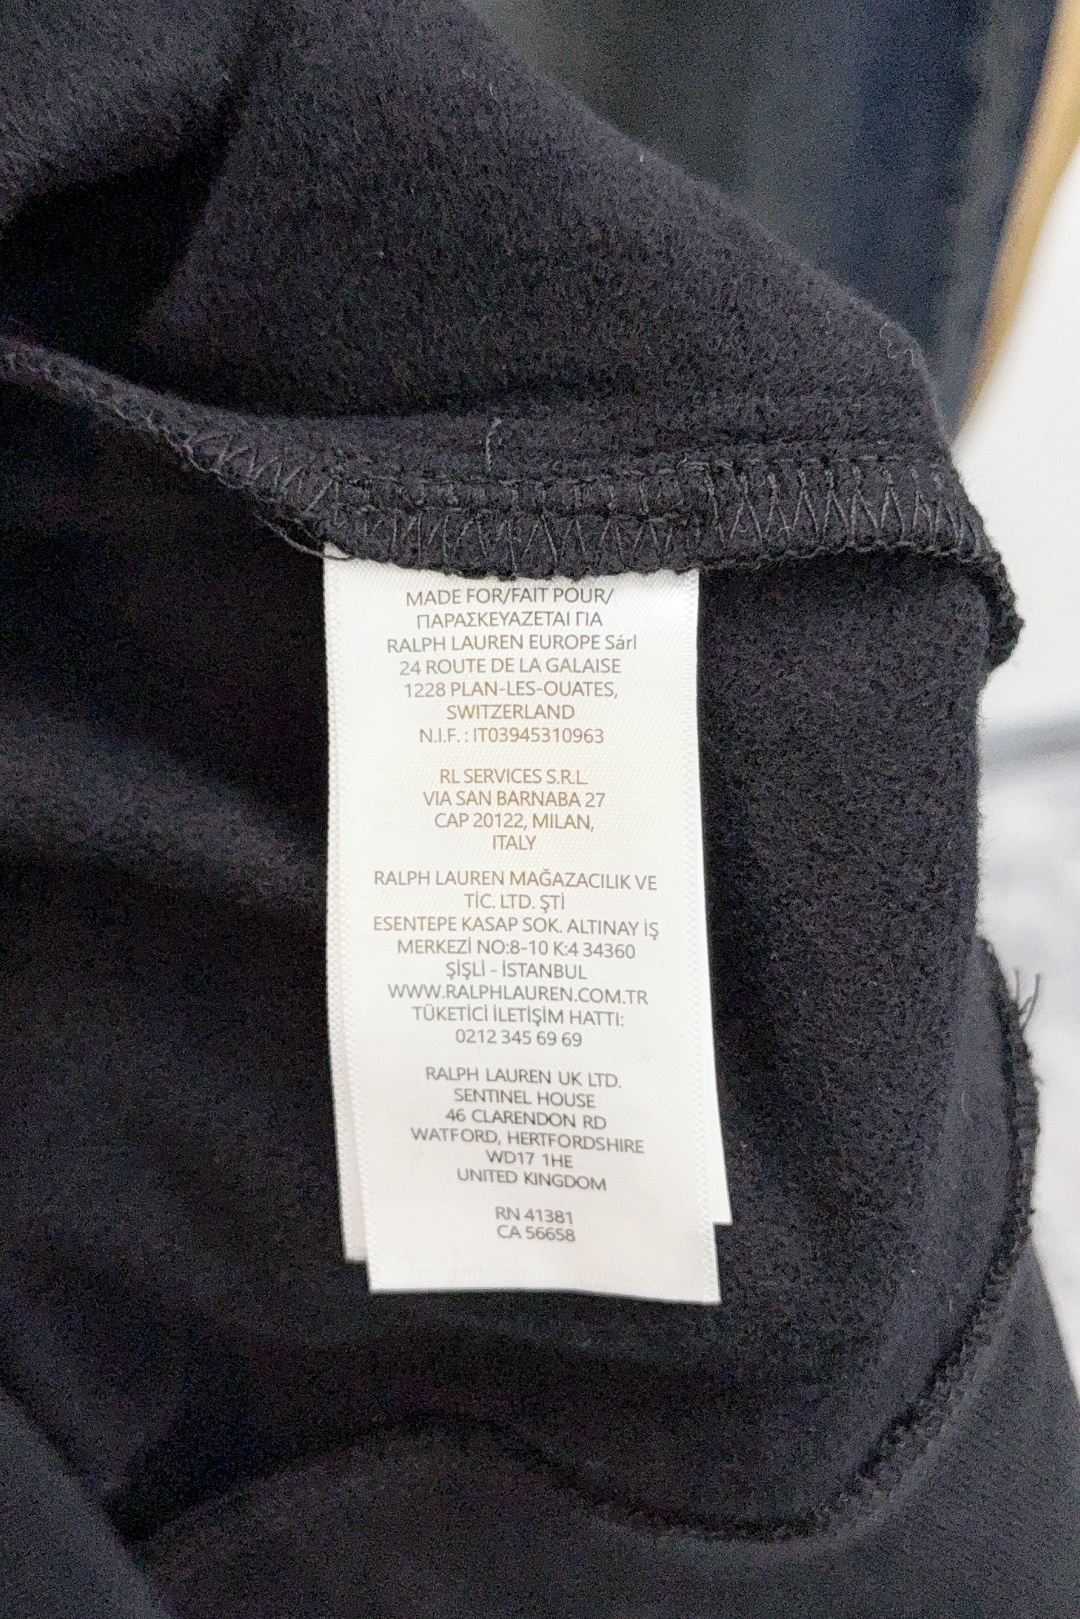 MADE FOR/FAIT POUR/
ΠΑΡΑΣΚΕΥΑΖΕΤΑΙ ΓΙΑ
RALPH LAUREN EUROPE Sárl
24 ROUTE DE LA GALAISE
1228 PLAN-LES-OUATES,
SWITZERLAND
N.I.F. : IT03945310963
RL SERVICES S.R.L.
VIA SAN BARNABA 27
CAP 20122, MILAN,
ITALY
RALPH LAUREN MAĞAZACILIK VE
TİC. LTD. ŞTİ
ESENTEPE KASAP SOK. ALTINAY İŞ
MERKEZİ NO:8-10 K:4 34360
ŞİŞLİ - İSTANBUL
WWW.RALPHLAUREN.COM.TR
TÜKETİCİ İLETİŞİM HATTI:
0212 345 69 69
RALPH LAUREN UK LTD.
SENTINEL HOUSE
46 CLARENDON RD
WATFORD, HERTFORDSHIRE
WD17 1HE
UNITED KINGDOM
RN 41381
CA 56658